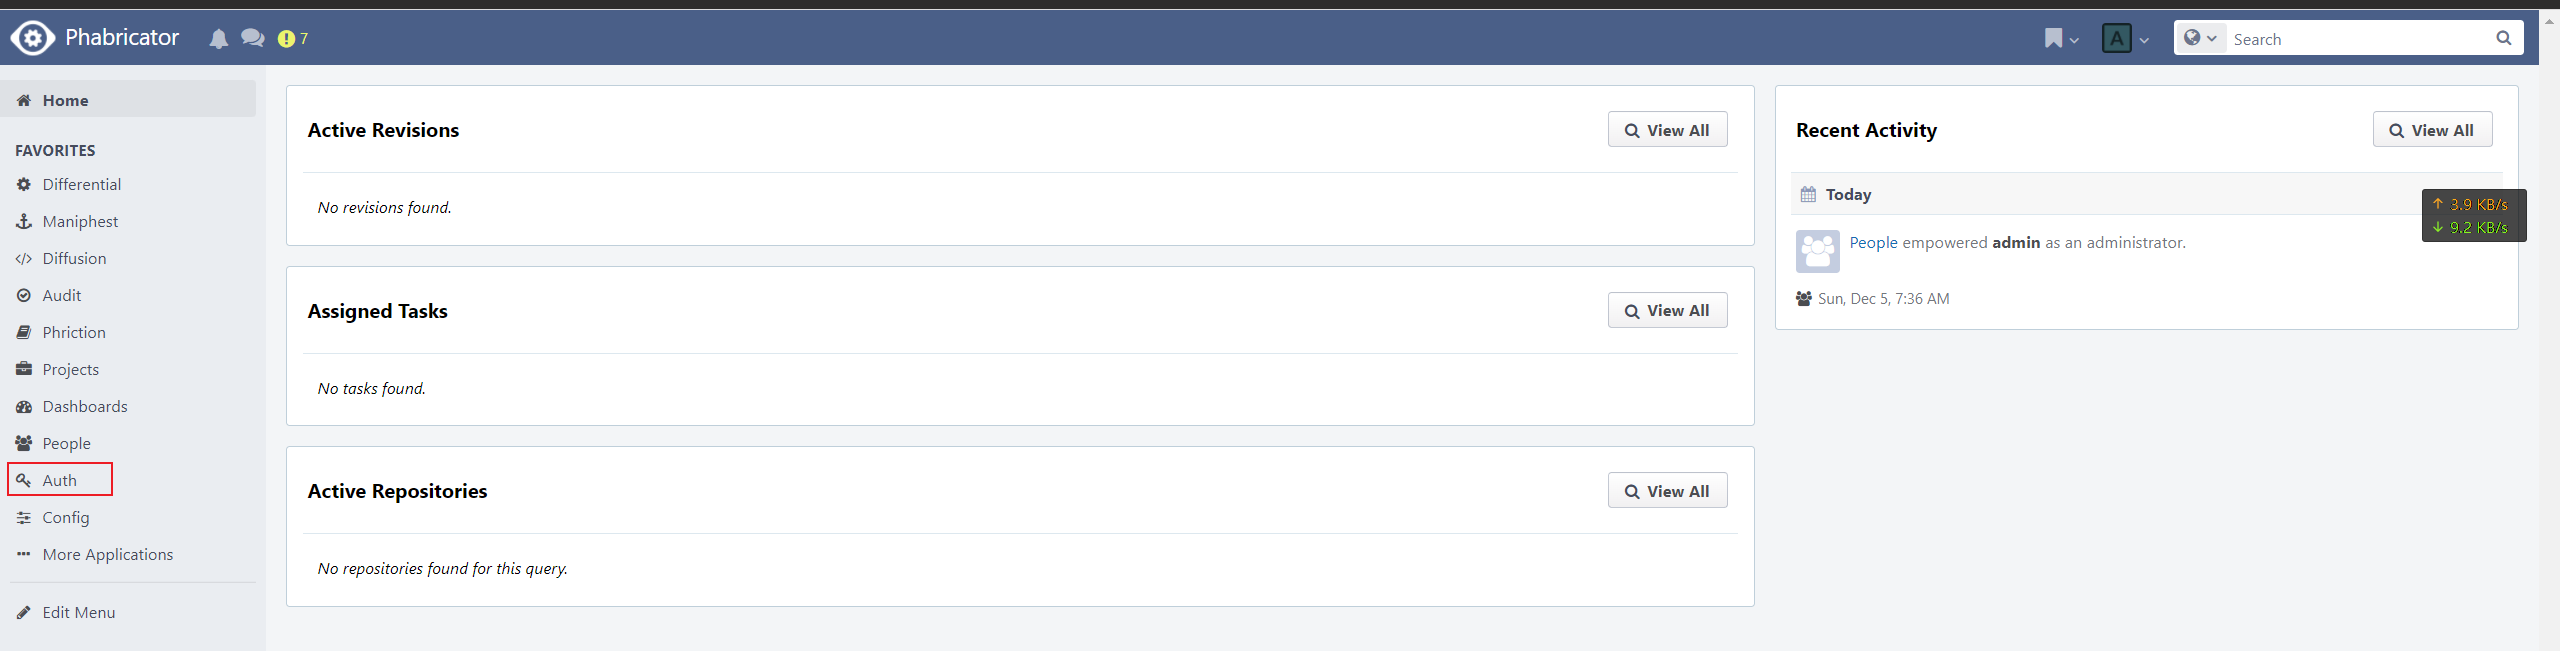 Phabricator
7
A
Search
Home
FAVORITES
Differential
Maniphest
Diffusion
Audit
Phriction
Projects
Dashboards
People
Auth
Config
More Applications
Edit Menu
Active Revisions
View All
No revisions found.
Assigned Tasks
View All
No tasks found.
Active Repositories
View All
No repositories found for this query.
Recent Activity
View All
Today
↑ 3.9 KB/s
↓ 9.2 KB/s
People empowered admin as an administrator.
Sun, Dec 5, 7:36 AM